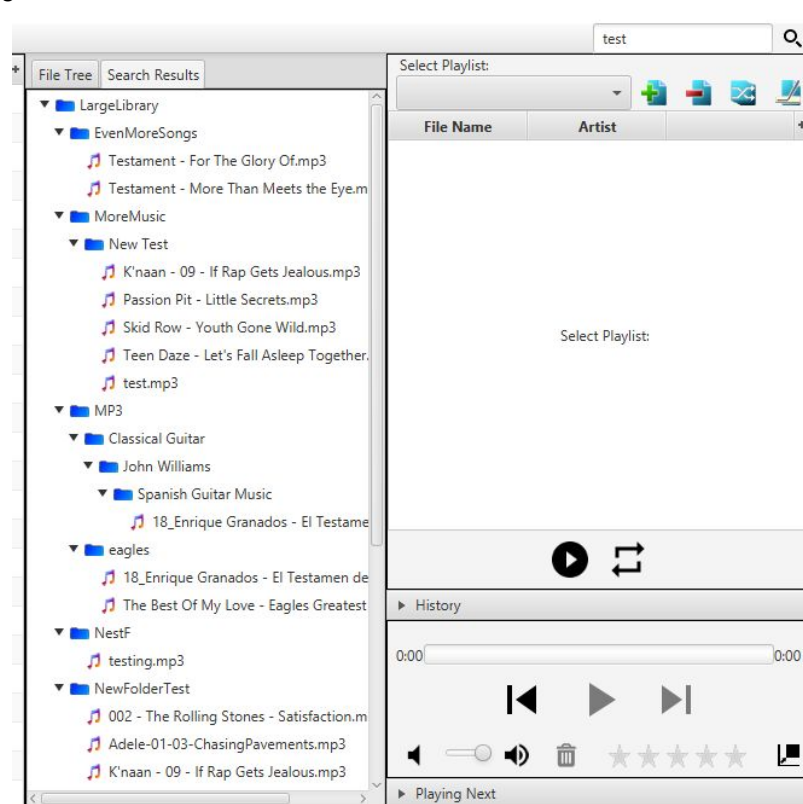 test
File Tree
Search Results
LargeLibrary
EvenMoreSongs
Testament - For The Glory Of.mp3
Testament - More Than Meets the Eye.m
MoreMusic
New Test
K'naan - 09 - If Rap Gets Jealous.mp3
Passion Pit - Little Secrets.mp3
Skid Row - Youth Gone Wild.mp3
Teen Daze - Let's Fall Asleep Together.
test.mp3
MP3
Classical Guitar
John Williams
Spanish Guitar Music
18_Enrique Granados - El Testame
eagles
18_Enrique Granados - El Testamen de
The Best Of My Love - Eagles Greatest
NestF
testing.mp3
NewFolderTest
002 - The Rolling Stones - Satisfaction.m
Adele-01-03-ChasingPavements.mp3
K'naan - 09 - If Rap Gets Jealous.mp3
Select Playlist:
File Name Artist
Select Playlist:
History
0:00 0:00
Playing Next